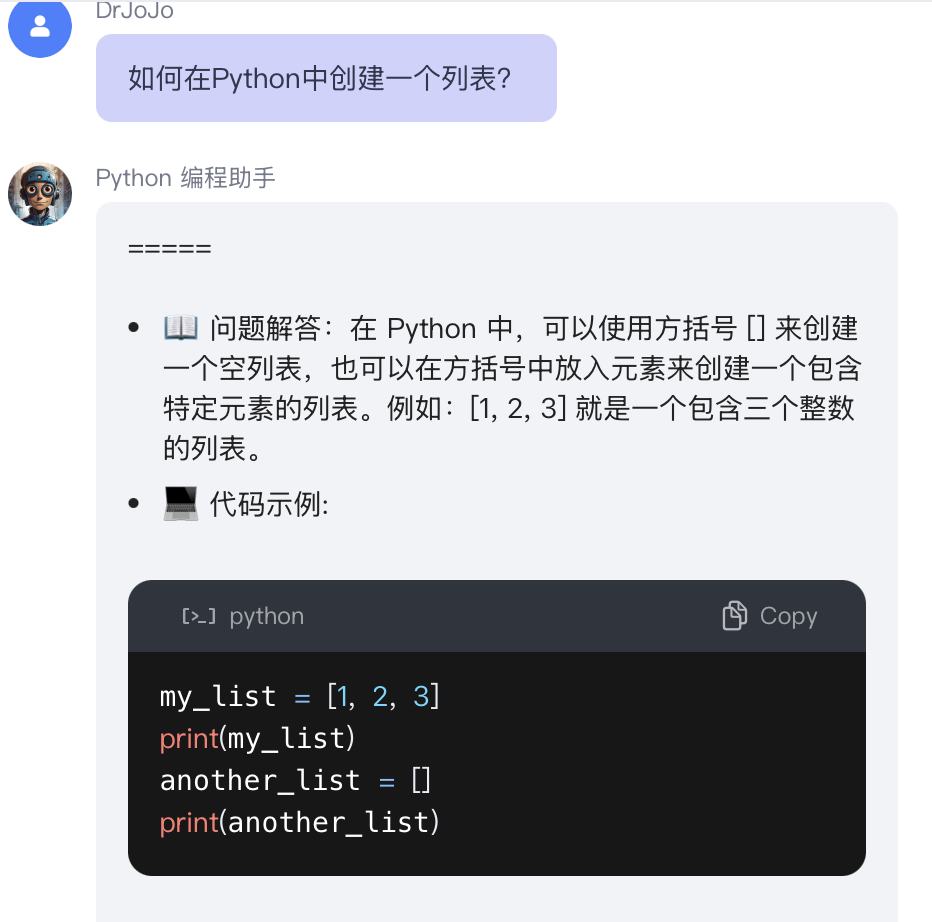 DrJoJo
如何在Python中创建一个列表?
Python 编程助手
=====
• 📖 问题解答：在 Python 中，可以使用方括号 [] 来创建
一个空列表，也可以在方括号中放入元素来创建一个包含
特定元素的列表。例如：[1, 2, 3] 就是一个包含三个整数
的列表。
• 💻 代码示例:
[>_] python Copy
my_list = [1, 2, 3]
print(my_list)
another_list = []
print(another_list)